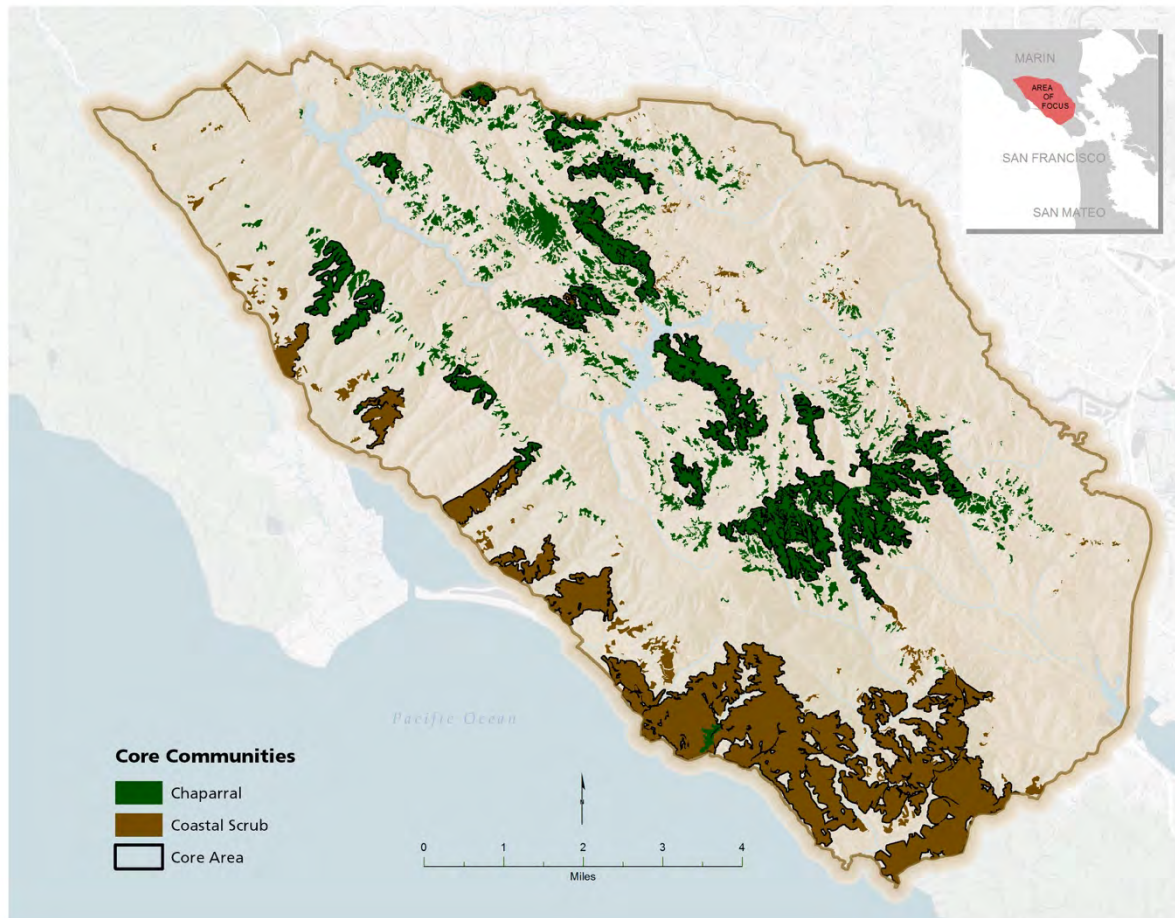 MARIN
AREA
OF
FOCUS
SAN FRANCISCO
SAN MATEO
Pacific Ocean
Core Communities
Chaparral
Coastal Scrub
Core Area
N
0 1 2 3 4
Miles